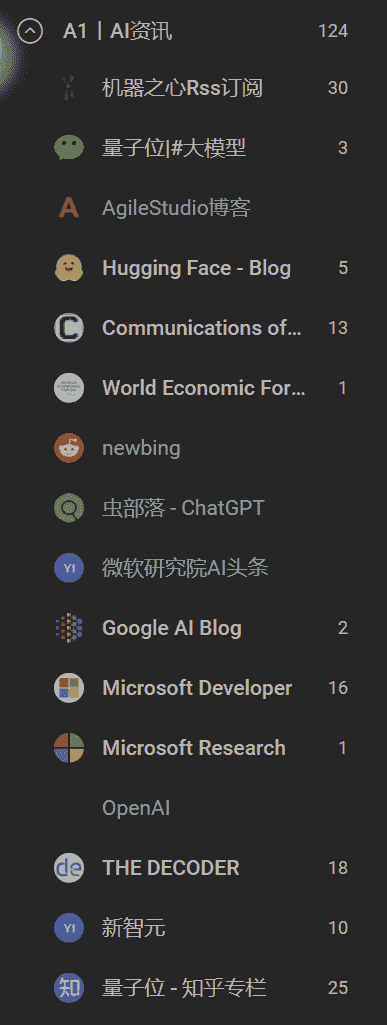 A1｜AI资讯 124
机器之心Rss订阅 30
量子位|#大模型 3
AgileStudio博客
Hugging Face - Blog 5
Communications of... 13
World Economic For... 1
newbing
虫部落 - ChatGPT
微软研究院AI头条
Google AI Blog 2
Microsoft Developer 16
Microsoft Research 1
OpenAI
THE DECODER 18
新智元 10
量子位 - 知乎专栏 25